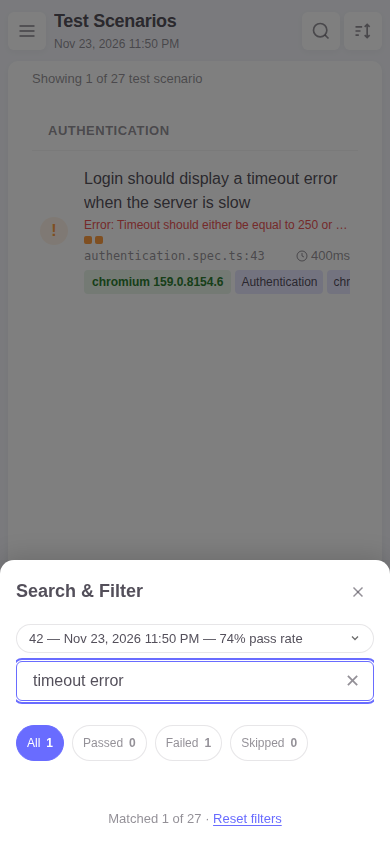 Test Scenarios
Nov 23, 2026 11:50 PM
Showing 1 of 27 test scenario
AUTHENTICATION
Login should display a timeout error
when the server is slow
!
Error: Timeout should either be equal to 250 or …
authentication.spec.ts:43 400ms
chromium 159.0.8154.6 Authentication chr
Search & Filter
42 — Nov 23, 2026 11:50 PM — 74% pass rate
timeout error
All 1 Passed 0 Failed 1 Skipped 0
Matched 1 of 27 · Reset filters